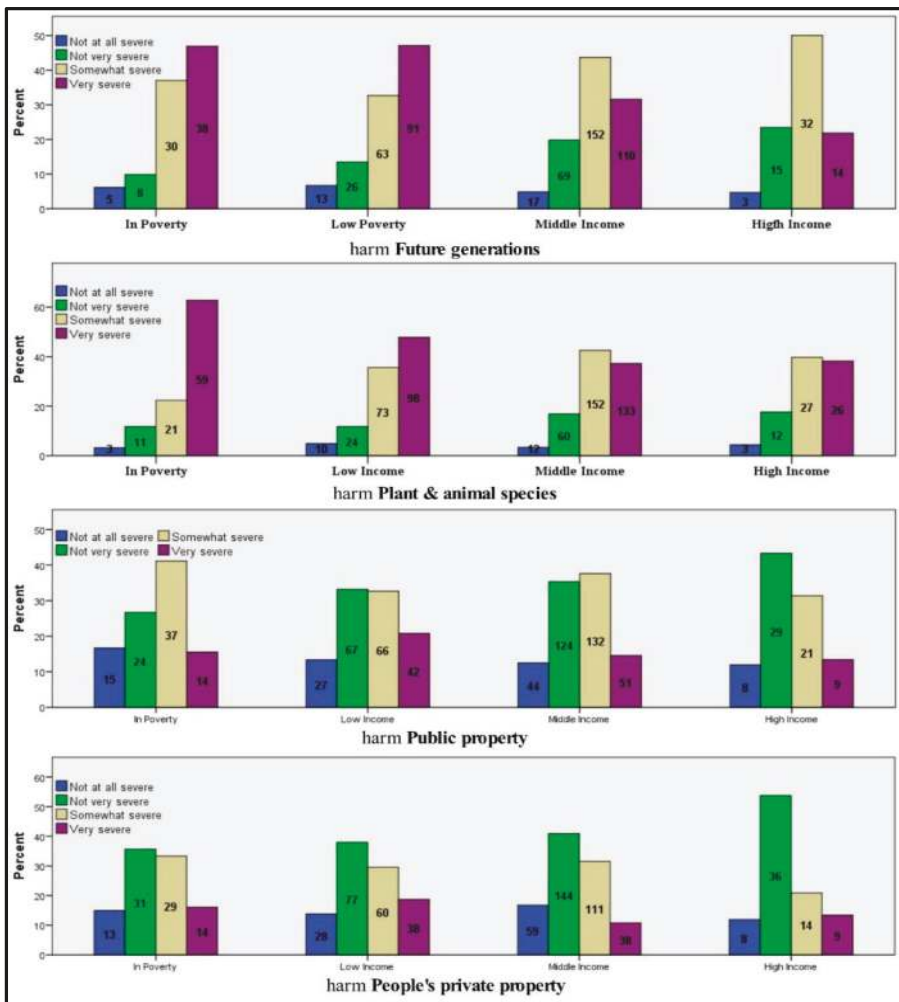 50
Not at all severe
Not very severe
Somewhat severe
Very severe
40
30
20
10
0
Percent
5 8 30 38 13 26 63 91 17 69 152 110 3 15 32 14
In Poverty Low Poverty Middle Income Higfh Income
harm Future generations
Not at all severe
Not very severe
Somewhat severe
Very severe
60
40
20
0
Percent
3 11 21 59 10 24 73 98 12 60 152 133 3 12 27 26
In Poverty Low Income Middle Income High Income
harm Plant & animal species
50
Not at all severe Somewhat severe
Not very severe Very severe
40
30
20
10
0
Percent
15 24 37 14 27 67 66 42 44 124 132 51 8 29 21 9
In Poverty Low Income Middle Income High Income
harm Public property
60
Not at all severe
Not very severe
Somewhat severe
Very severe
50
40
30
20
10
0
Percent
13 31 29 14 28 77 60 38 59 144 111 38 8 36 14 9
In Poverty Low Income Middle Income High Income
harm People's private property